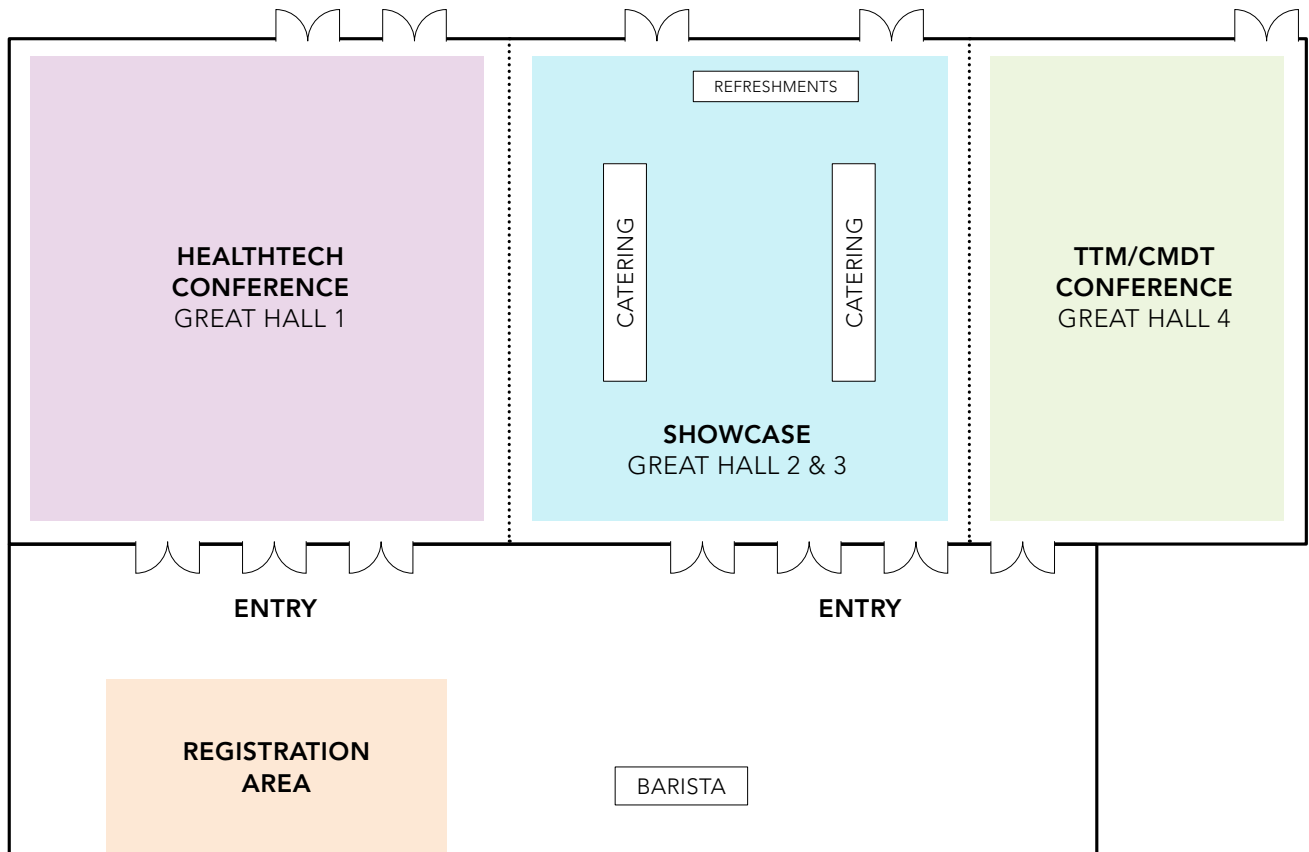 REFRESHMENTS
HEALTHTECH
CONFERENCE
GREAT HALL 1
CATERING
CATERING
TTM/CMDT
CONFERENCE
GREAT HALL 4
SHOWCASE
GREAT HALL 2 & 3
ENTRY
ENTRY
REGISTRATION
AREA
BARISTA